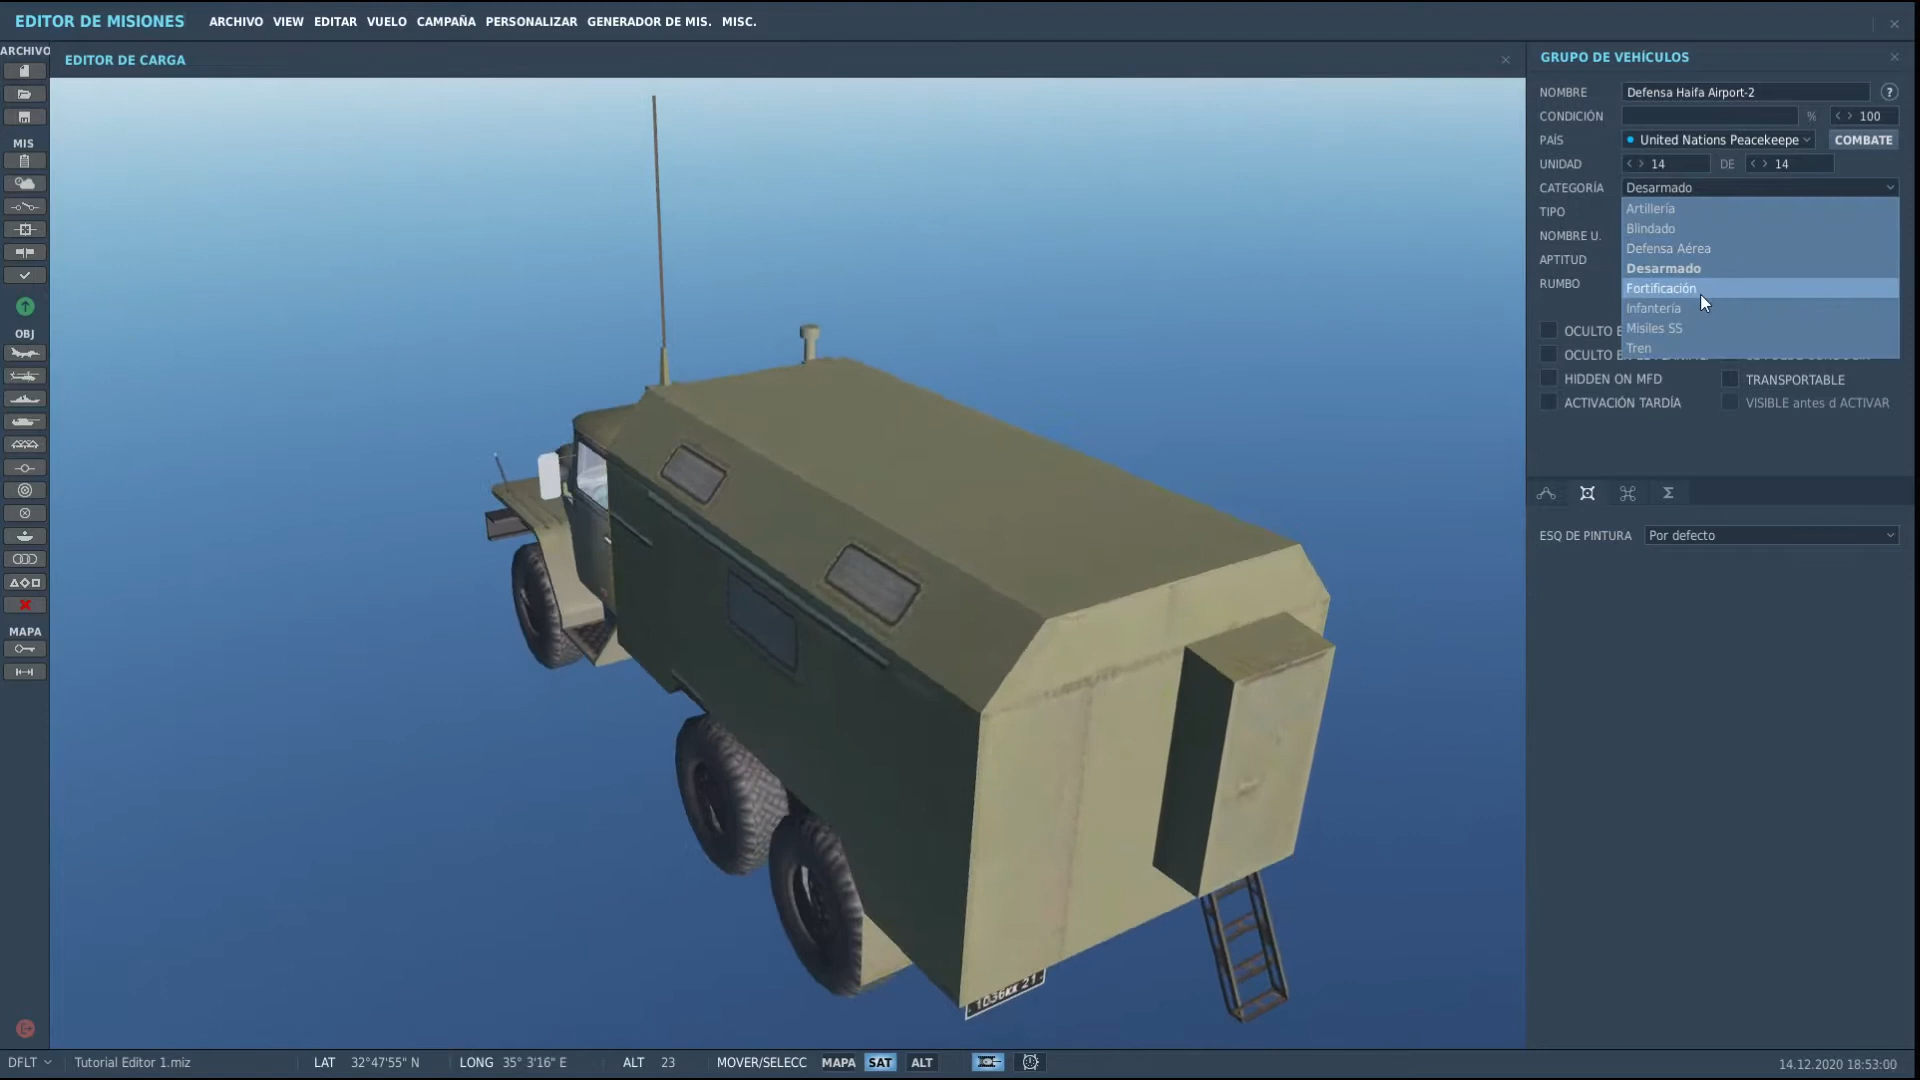 EDITOR DE MISIONES ARCHIVO VIEW EDITAR VUELO CAMPAÑA PERSONALIZAR GENERADOR DE MIS. MISC.
ARCHIVO
MIS
OBJ
MAPA
EDITOR DE CARGA
GRUPO DE VEHÍCULOS
NOMBRE Defensa Haifa Airport-2 ?
CONDICIÓN % < > 100
PAÍS United Nations Peacekeepe COMBATE
UNIDAD < > 14 DE < > 14
CATEGORÍA Desarmado
TIPO
NOMBRE U.
APTITUD
RUMBO
Artillería
Blindado
Defensa Aérea
Desarmado
Fortificación
Infantería
Misiles SS
Tren
OCULTO E
OCULTO
HIDDEN ON MFD TRANSPORTABLE
ACTIVACIÓN TARDÍA VISIBLE antes d ACTIVAR
ESQ DE PINTURA Por defecto
DFLT Tutorial Editor 1.miz LAT 32°47'55" N LONG 35° 3'16" E ALT 23 MOVER/SELECC MAPA SAT ALT 14.12.2020 18:53:00